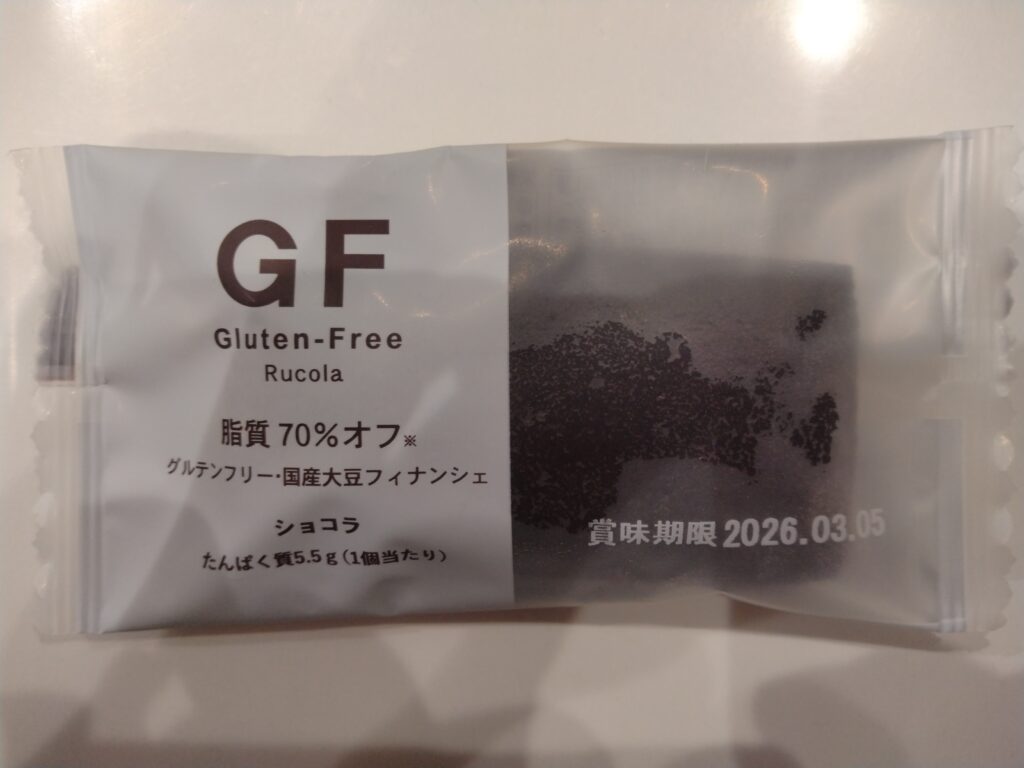 GF
Gluten-Free
Rucola
脂質70%オフ※
グルテンフリー・国産大豆フィナンシェ
ショコラ
たんぱく質5.5g(1個当たり)
賞味期限2026.03.05